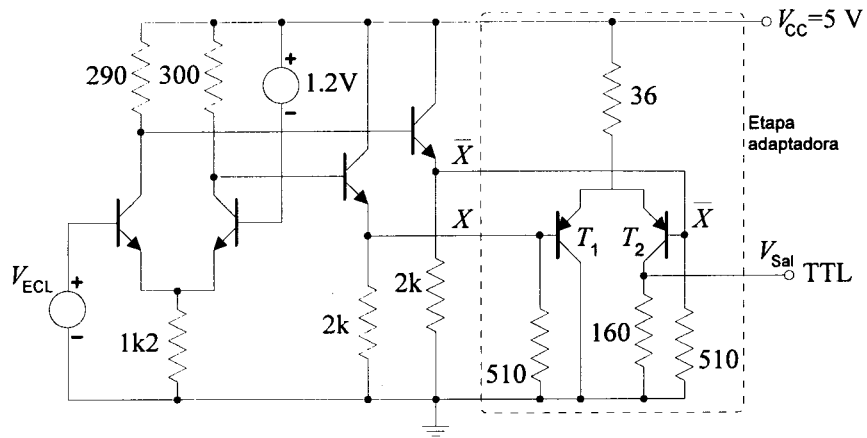 V_CC=5 V
290
300
1.2V
36
Etapa
adaptadora
X̅
X
T_1
T_2
X̅
V_Sal
TTL
V_ECL
1k2
2k
2k
510
160
510